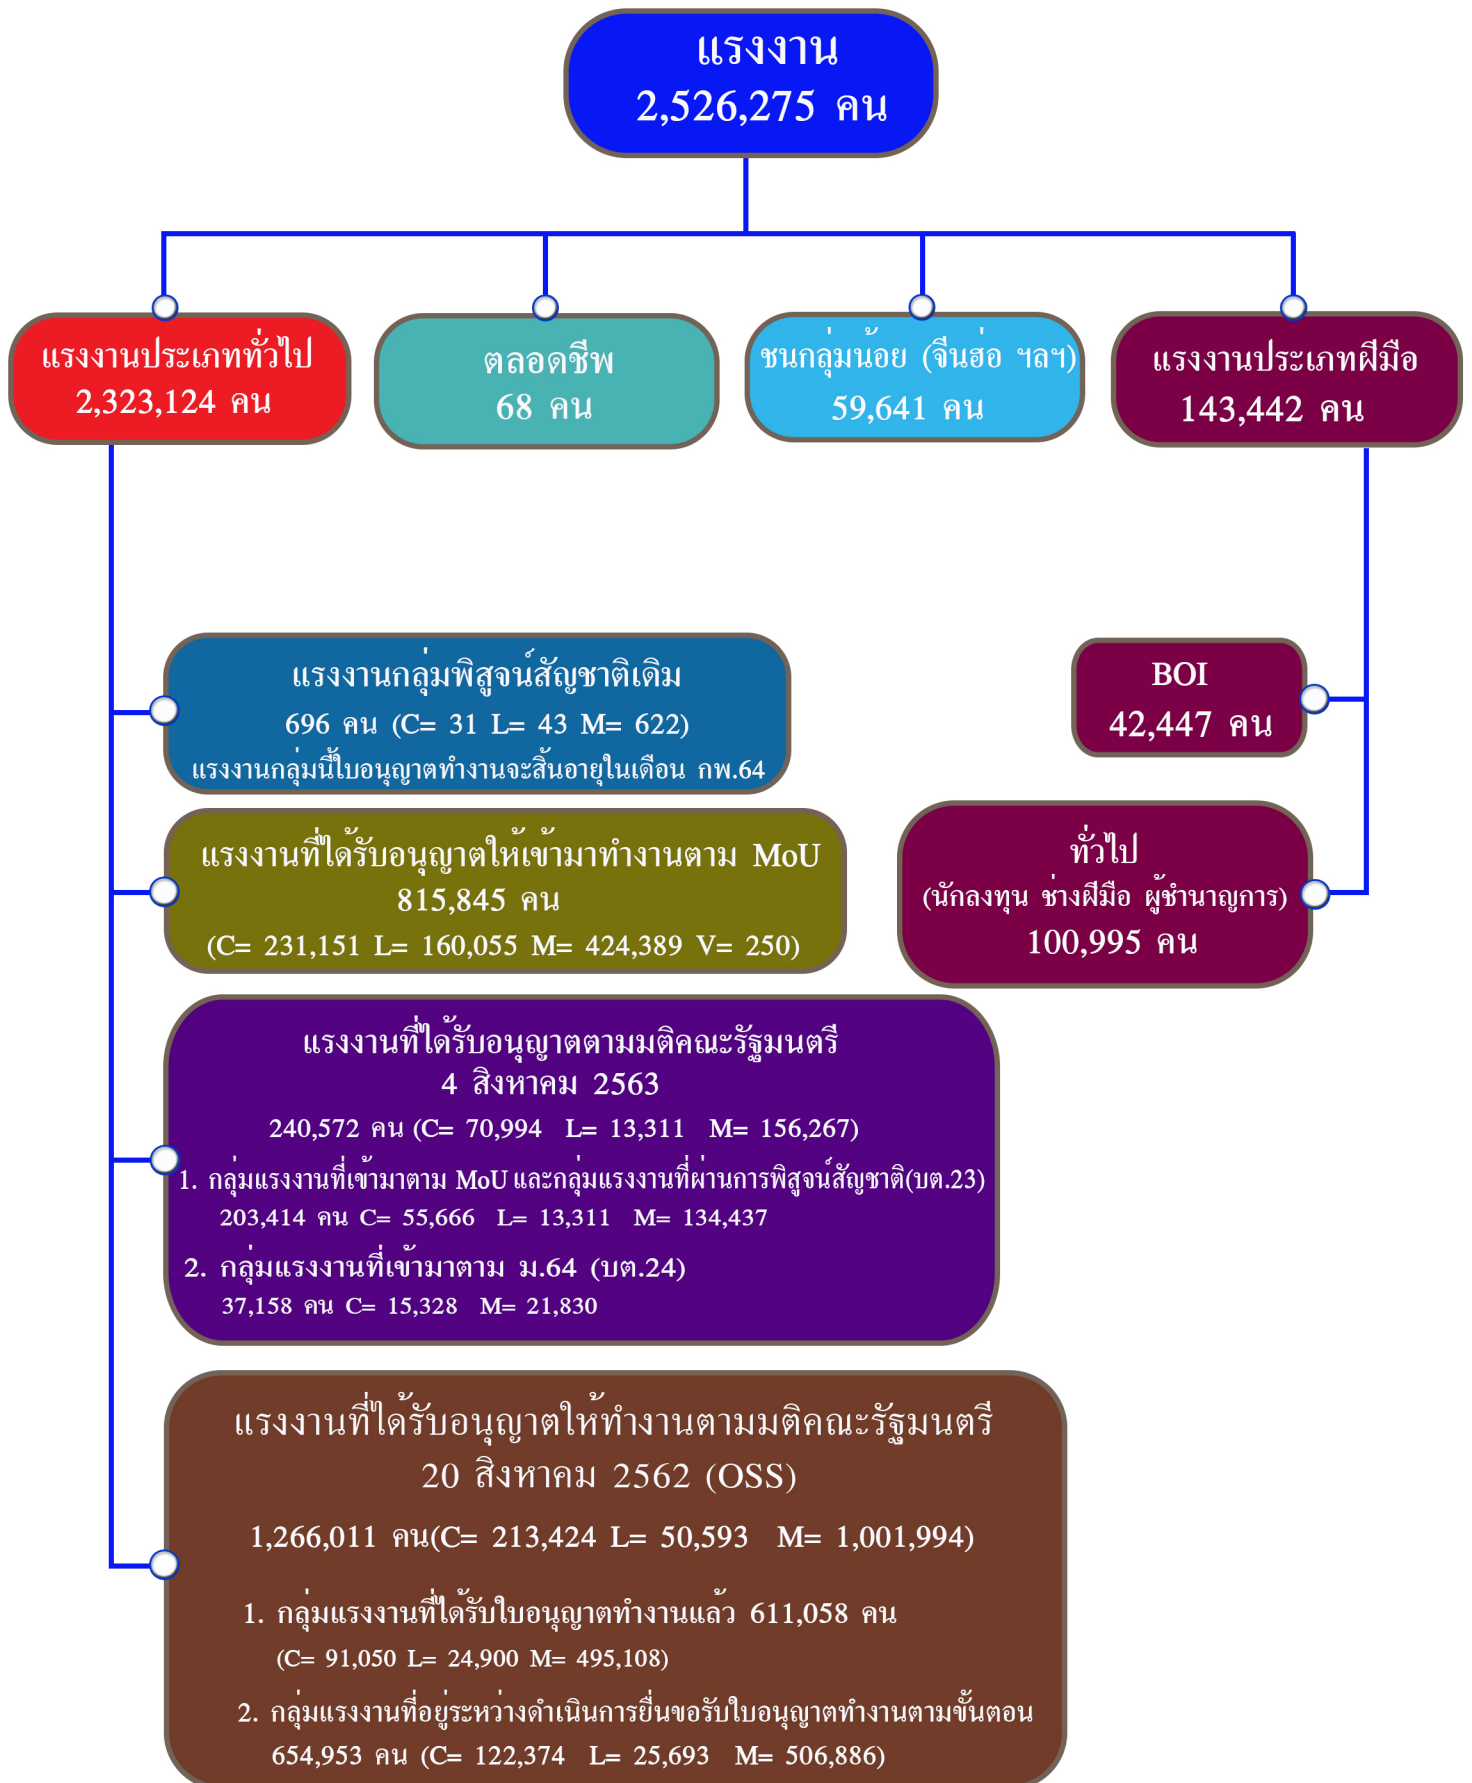 แรงงาน
2,526,275 คน
แรงงานประเภททั่วไป
2,323,124 คน
ตลอดชีพ
68 คน
ชนกลุ่มน้อย (จีนฮ่อ ฯลฯ)
59,641 คน
แรงงานประเภทฝีมือ
143,442 คน
แรงงานกลุ่มพิสูจน์สัญชาติเดิม
696 คน (C= 31 L= 43 M= 622)
แรงงานกลุ่มนี้ใบอนุญาตทำงานจะสิ้นอายุในเดือน กพ.64
BOI
42,447 คน
แรงงานที่ได้รับอนุญาตให้เข้ามาทำงานตาม MoU
815,845 คน
(C= 231,151 L= 160,055 M= 424,389 V= 250)
ทั่วไป
(นักลงทุน ช่างฝีมือ ผู้ชำนาญการ)
100,995 คน
แรงงานที่ได้รับอนุญาตตามมติคณะรัฐมนตรี
4 สิงหาคม 2563
240,572 คน (C= 70,994 L= 13,311 M= 156,267)
1. กลุ่มแรงงานที่เข้ามาตาม MoU และกลุ่มแรงงานที่ผ่านการพิสูจน์สัญชาติ(บต.23)
203,414 คน C= 55,666 L= 13,311 M= 134,437
2. กลุ่มแรงงานที่เข้ามาตาม ม.64 (บต.24)
37,158 คน C= 15,328 M= 21,830
แรงงานที่ได้รับอนุญาตให้ทำงานตามมติคณะรัฐมนตรี
20 สิงหาคม 2562 (OSS)
1,266,011 คน(C= 213,424 L= 50,593 M= 1,001,994)
1. กลุ่มแรงงานที่ได้รับใบอนุญาตทำงานแล้ว 611,058 คน
(C= 91,050 L= 24,900 M= 495,108)
2. กลุ่มแรงงานที่อยู่ระหว่างดำเนินการยื่นขอรับใบอนุญาตทำงานตามขั้นตอน
654,953 คน (C= 122,374 L= 25,693 M= 506,886)